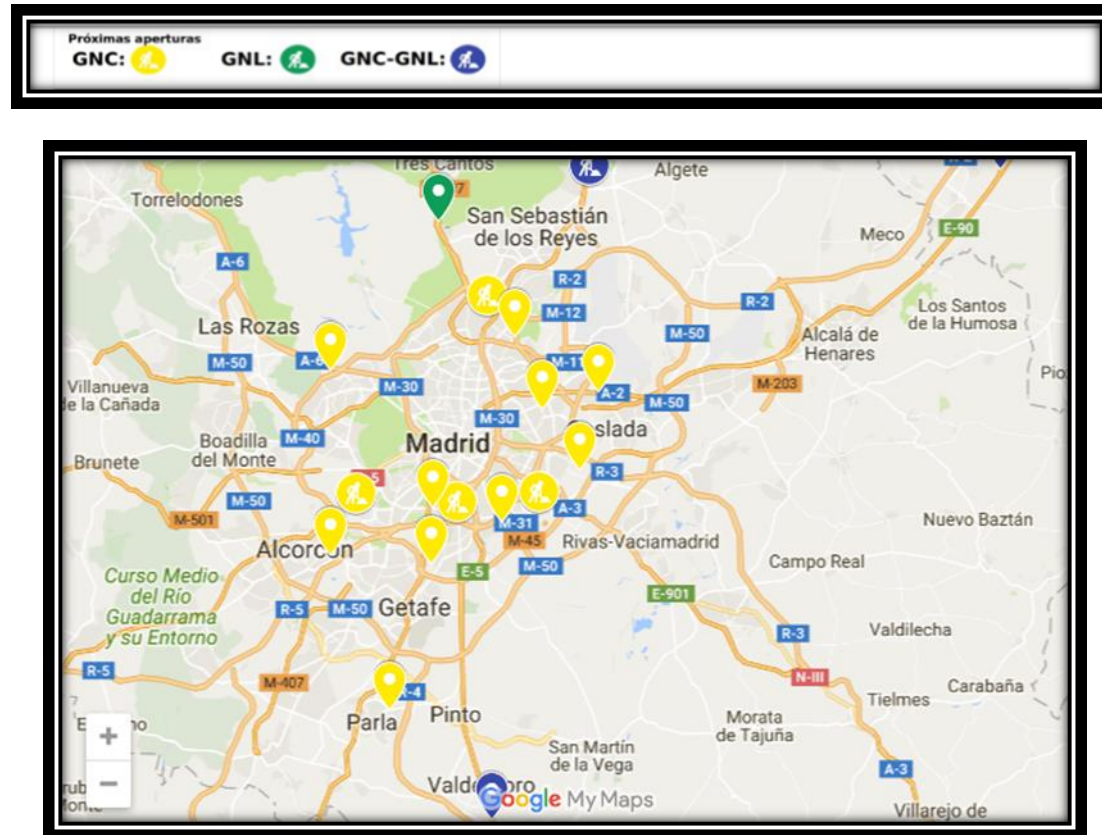 Próximas aperturas
GNC:
GNL:
GNC-GNL:
Tres Cantos
Algete
Torrelodones
7
San Sebastián
de los Reyes
Meco
E-90
A-6
R-2
R-2
Los Santos
de la Humosa
M-12
Las Rozas
M-50
Alcalá de
Henares
M-50
A-6
M-11
Villanueva
de la Cañada
M-30
A-2
M-203
M-50
M-30
Boadilla
del Monte
M-40
Madrid
slada
Brunete
R-3
5
M-50
A-3
M-501
M-31
Nuevo Baztán
Alcorcón
M-45
Rivas-Vaciamadrid
Campo Real
E-5
M-50
Curso Medio
del Río
Guadarrama
y su Entorno
E-901
R-5
M-50
Getafe
R-3
Valdilecha
R-5
M-407
N-III
-4
Carabaña
Tielmes
Parla
Pinto
Morata
de Tajuña
+
San Martín
de la Vega
A-3
−
Valde oro
Google My Maps
Villarejo de